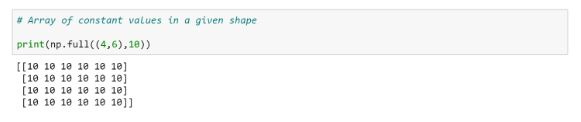 # Array of constant values in a given shape
print(np.full((4,6),10))
[[10 10 10 10 10 10]
 [10 10 10 10 10 10]
 [10 10 10 10 10 10]
 [10 10 10 10 10 10]]